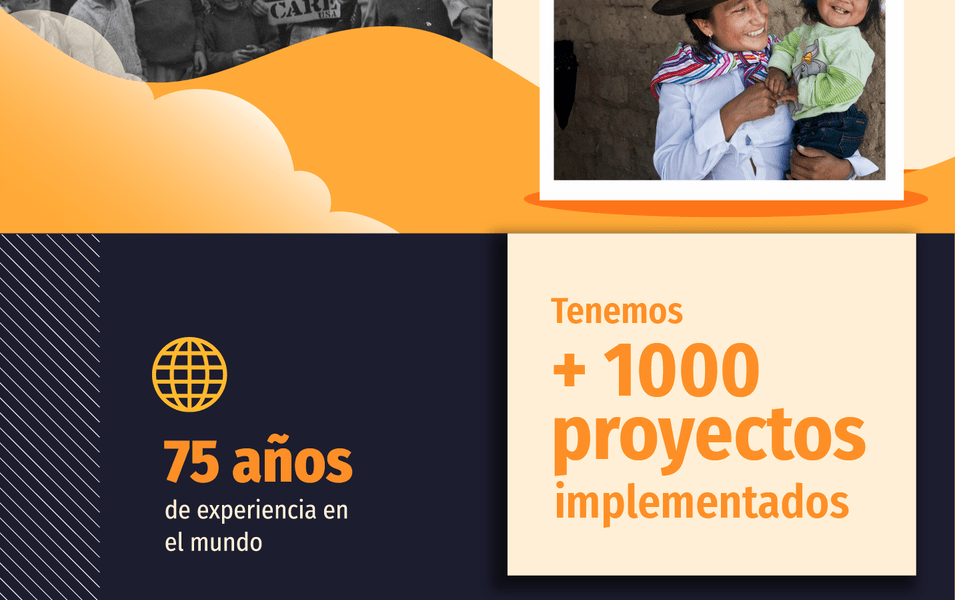 CARE
USA
75 años
de experiencia en
el mundo
Tenemos
+ 1000
proyectos
implementados